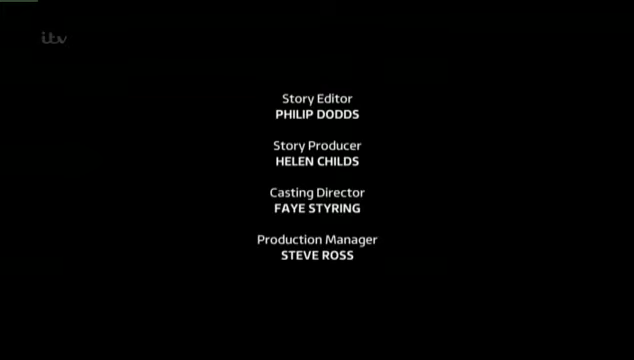 itv
Story Editor
PHILIP DODDS
Story Producer
HELEN CHILDS
Casting Director
FAYE STYRING
Production Manager
STEVE ROSS